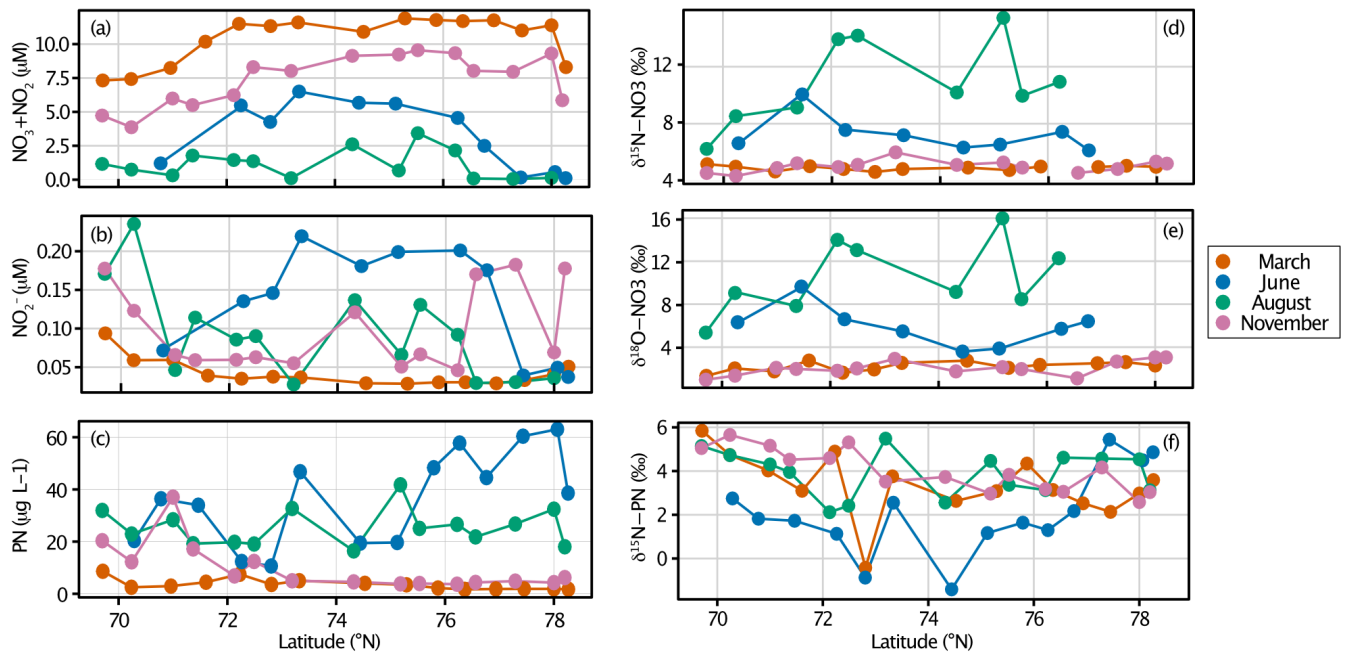 (a)
NO₃+NO₂ (µM)
10.0
7.5
5.0
2.5
0.0
(b)
NO₂⁻ (µM)
0.20
0.15
0.10
0.05
(c)
PN (µg L−1)
60
40
20
0
70 72 74 76 78
Latitude (°N)
(d)
δ¹⁵N−NO3 (‰)
12
8
4
(e)
δ¹⁸O−NO3 (‰)
16
12
8
4
(f)
δ¹⁵N−PN (‰)
6
4
2
0
70 72 74 76 78
Latitude (°N)
March
June
August
November